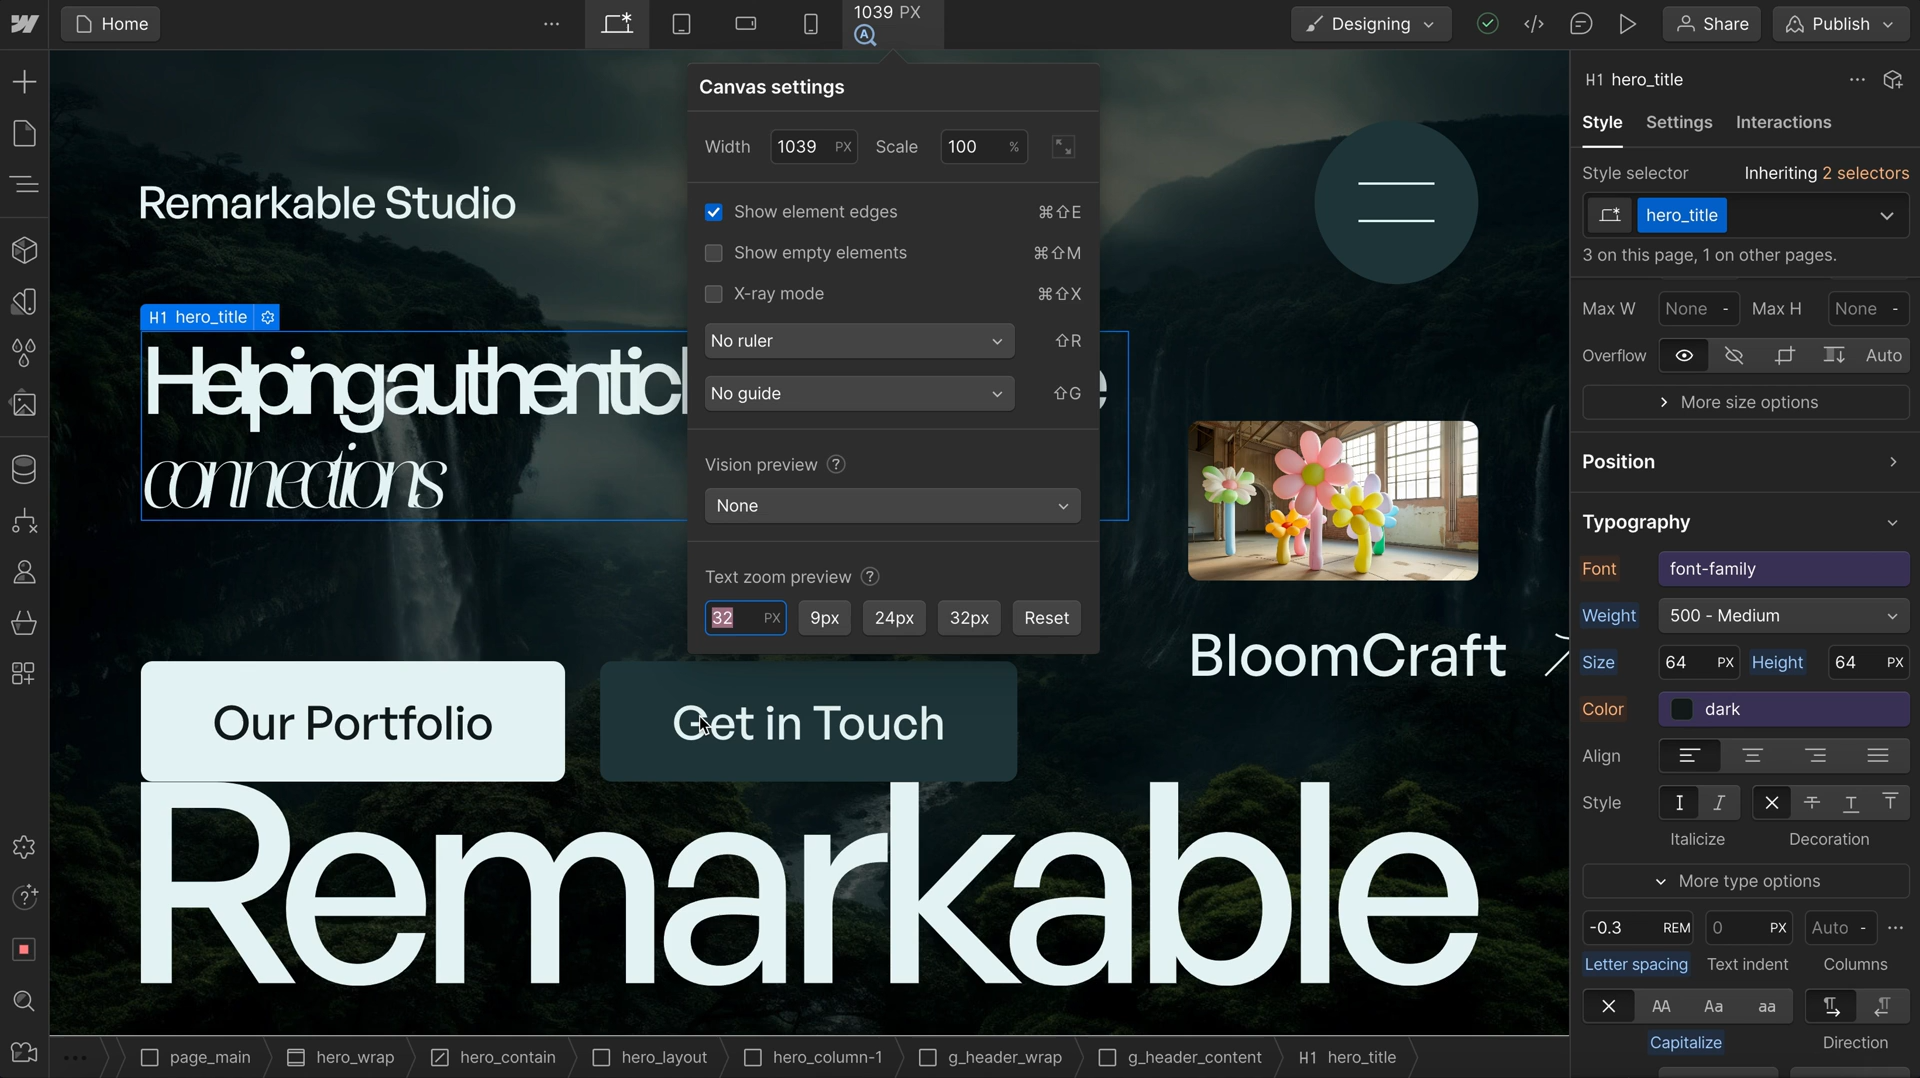 Home
1039 PX
Designing
Share
Publish
Canvas settings
Width 1039 PX Scale 100 %
Show element edges ⌘⇧E
Show empty elements ⌘⇧M
X-ray mode ⌘⇧X
No ruler ⇧R
No guide ⇧G
Vision preview ?
None
Text zoom preview ?
32 PX 9px 24px 32px Reset
Remarkable Studio
H1 hero_title
Helping authentic
connections
BloomCraft
Our Portfolio
Get in Touch
Remarkable
H1 hero_title
Style Settings Interactions
Style selector Inheriting 2 selectors
hero_title
3 on this page, 1 on other pages.
Max W None - Max H None -
Overflow Auto
More size options
Position
Typography
Font font-family
Weight 500 - Medium
Size 64 PX Height 64 PX
Color dark
Align
Style
Italicize Decoration
More type options
-0.3 REM 0 PX Auto -
Letter spacing Text indent Columns
AA Aa aa
Capitalize Direction
page_main hero_wrap hero_contain hero_layout hero_column-1 g_header_wrap g_header_content H1 hero_title